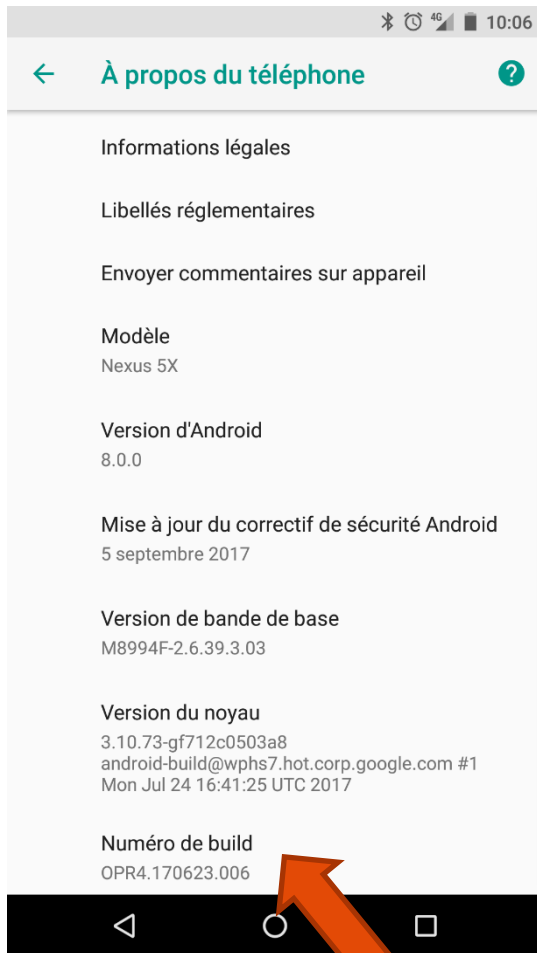 4G 10:06
À propos du téléphone ?
Informations légales
Libellés réglementaires
Envoyer commentaires sur appareil
Modèle
Nexus 5X
Version d'Android
8.0.0
Mise à jour du correctif de sécurité Android
5 septembre 2017
Version de bande de base
M8994F-2.6.39.3.03
Version du noyau
3.10.73-gf712c0503a8
android-build@wphs7.hot.corp.google.com #1
Mon Jul 24 16:41:25 UTC 2017
Numéro de build
OPR4.170623.006